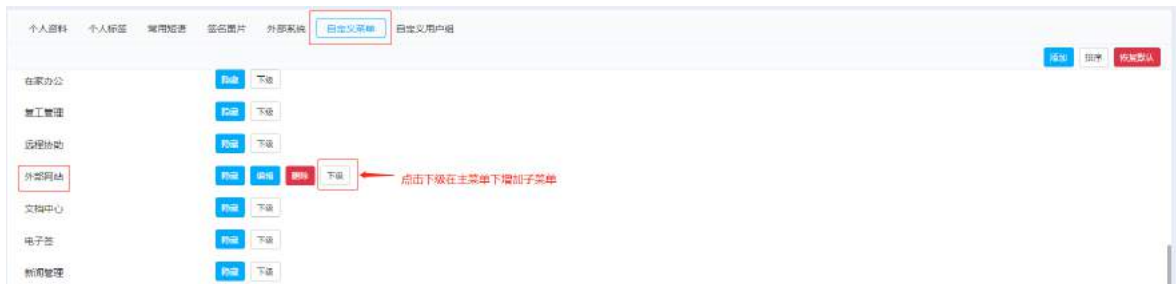 个人资料 个人标签 常用短语 签名图片 外部系统 自定义菜单 自定义用户组
添加 排序 恢复默认
在家办公 隐藏 下级
复工管理 隐藏 下级
远程协助 隐藏 下级
外部网站 隐藏 编辑 删除 下级 点击下级在主菜单下增加子菜单
文档中心 隐藏 下级
电子签 隐藏 下级
新闻管理 隐藏 下级